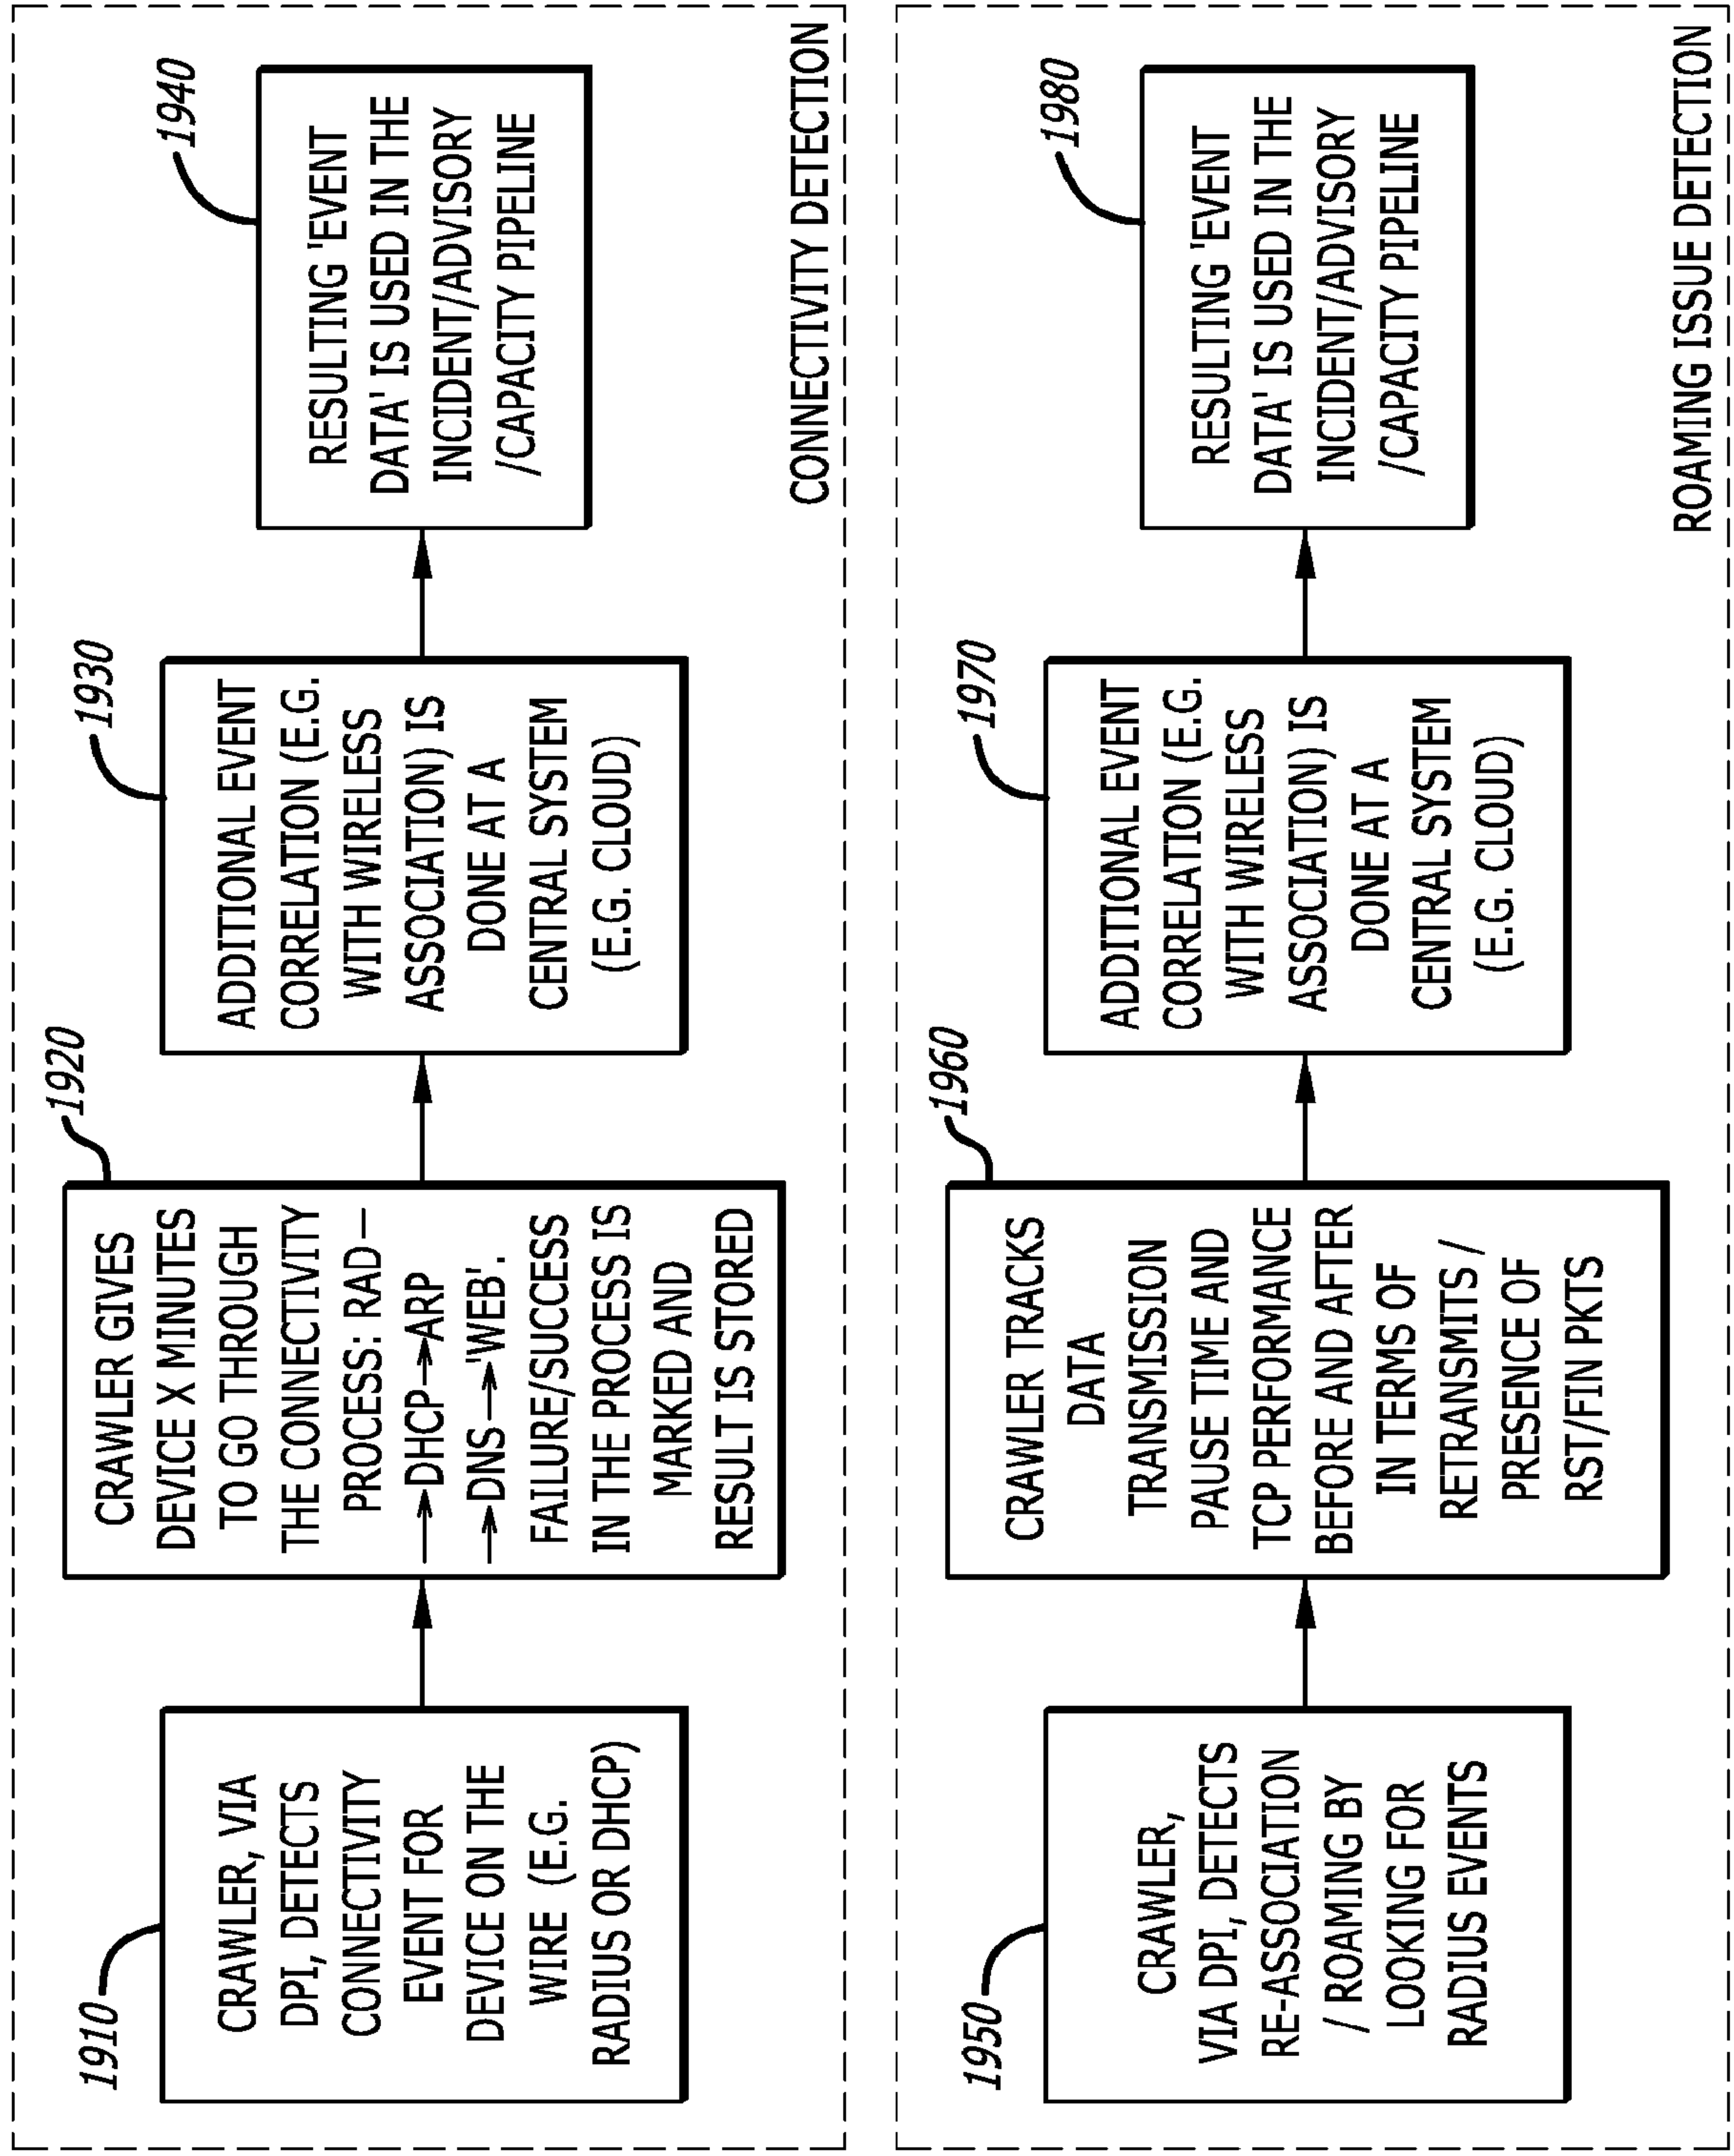 1910
CRAWLER, VIA
DPI, DETECTS
CONNECTIVITY
EVENT FOR
DEVICE ON THE
WIRE (E.G.
RADIUS OR DHCP)
1920
CRAWLER GIVES
DEVICE X MINUTES
TO GO THROUGH
THE CONNECTIVITY
PROCESS: RAD—
→DHCP→ARP
→DNS→'WEB'.
FAILURE/SUCCESS
IN THE PROCESS IS
MARKED AND
RESULT IS STORED
1930
ADDITIONAL EVENT
CORRELATION (E.G.
WITH WIRELESS
ASSOCIATION) IS
DONE AT A
CENTRAL SYSTEM
(E.G. CLOUD)
1940
RESULTING 'EVENT
DATA' IS USED IN THE
INCIDENT/ADVISORY
/CAPACITY PIPELINE
CONNECTIVITY DETECTION
1950
CRAWLER,
VIA DPI, DETECTS
RE-ASSOCIATION
/ ROAMING BY
LOOKING FOR
RADIUS EVENTS
1960
CRAWLER TRACKS
DATA
TRANSMISSION
PAUSE TIME AND
TCP PERFORMANCE
BEFORE AND AFTER
IN TERMS OF
RETRANSMITS /
PRESENCE OF
RST/FIN PKTS
1970
ADDITIONAL EVENT
CORRELATION (E.G.
WITH WIRELESS
ASSOCIATION) IS
DONE AT A
CENTRAL SYSTEM
(E.G. CLOUD)
1980
RESULTING 'EVENT
DATA' IS USED IN THE
INCIDENT/ADVISORY
/CAPACITY PIPELINE
ROAMING ISSUE DETECTION